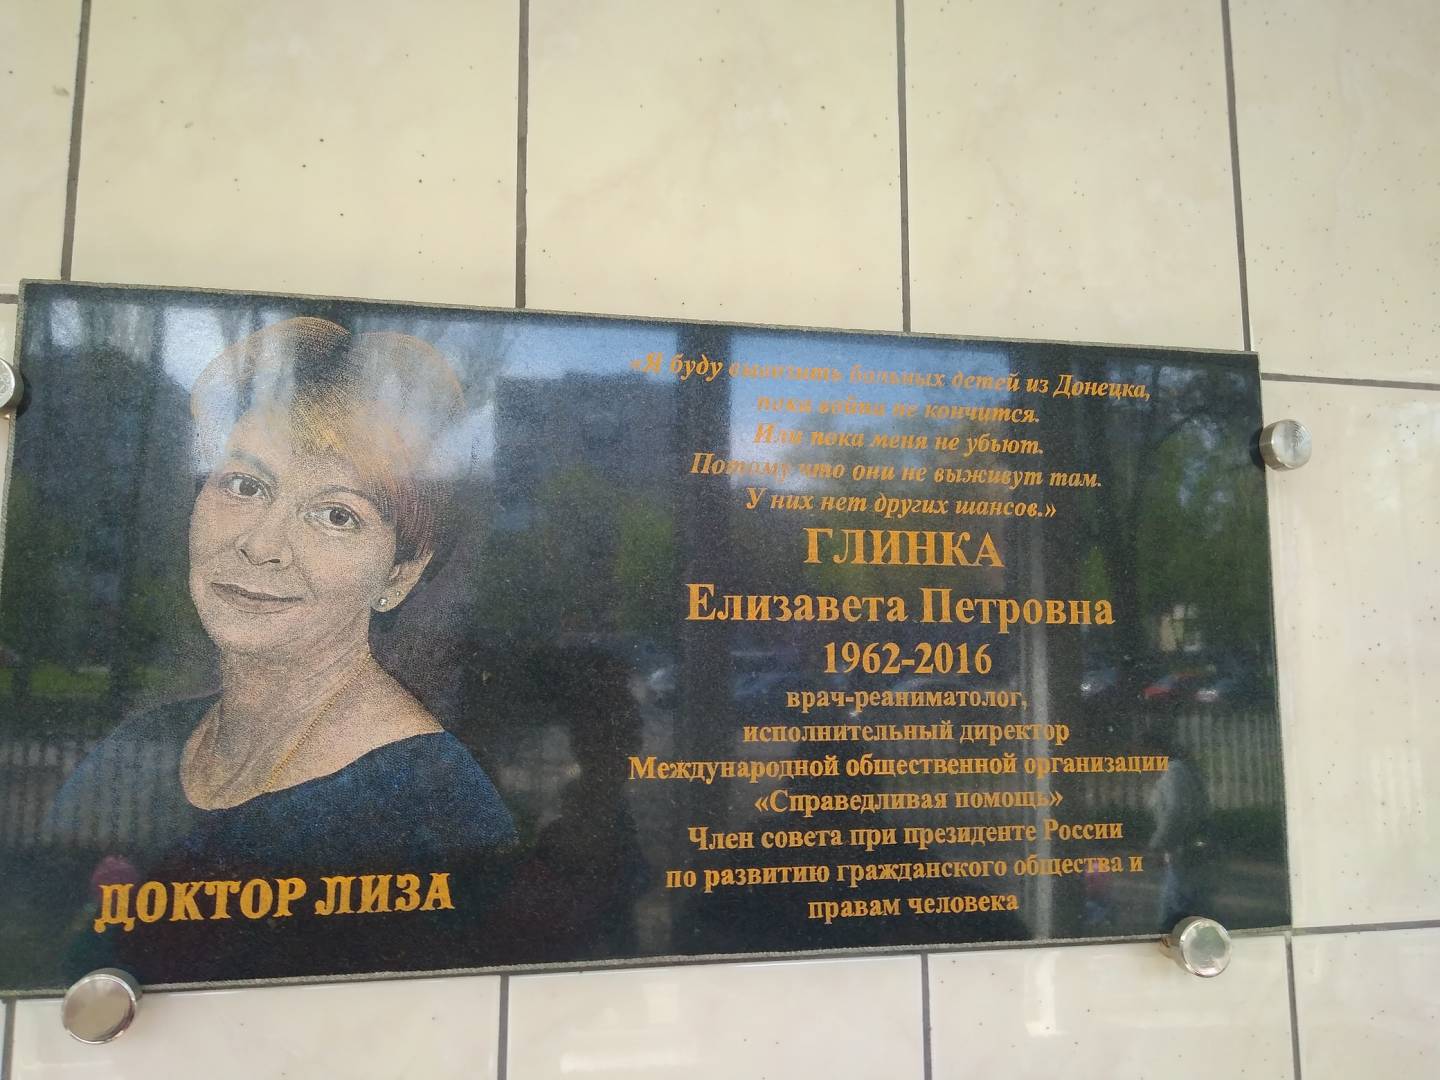 «Я буду вывозить больных детей из Донецка,
пока война не кончится.
Или пока меня не убьют.
Потому что они не выживут там.
У них нет других шансов.»
ГЛИНКА
Елизавета Петровна
1962-2016
врач-реаниматолог,
исполнительный директор
Международной общественной организации
«Справедливая помощь»
Член совета при президенте России
по развитию гражданского общества и
правам человека
ДОКТОР ЛИЗА